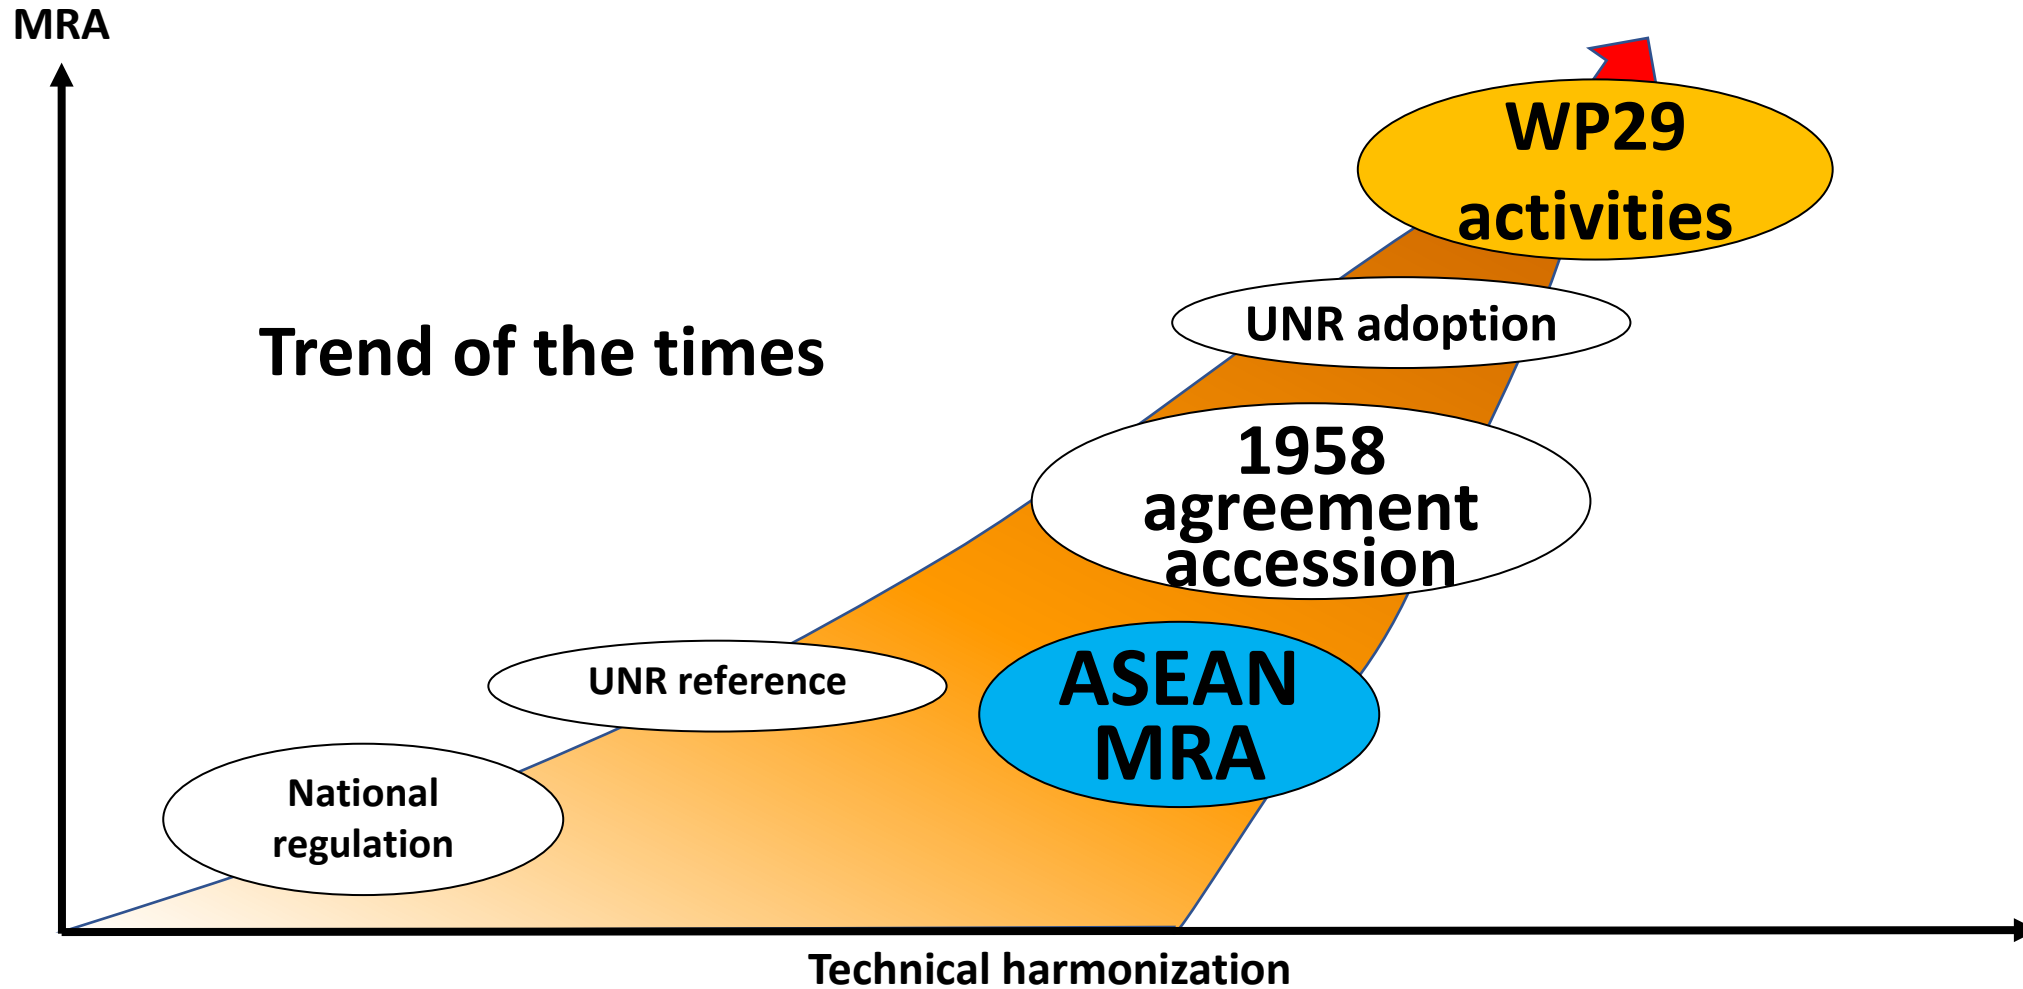 MRA
WP29
activities
UNR adoption
Trend of the times
1958
agreement
accession
UNR reference
ASEAN
MRA
National
regulation
Technical harmonization